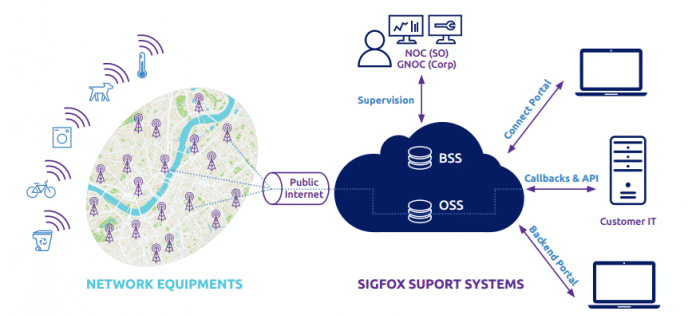 NOC (SO)
GNOC (Corp)
Supervision
Connect Portal
BSS
Public
Internet
Callbacks & API
OSS
Customer IT
Backend Portal
NETWORK EQUIPMENTS
SIGFOX SUPORT SYSTEMS